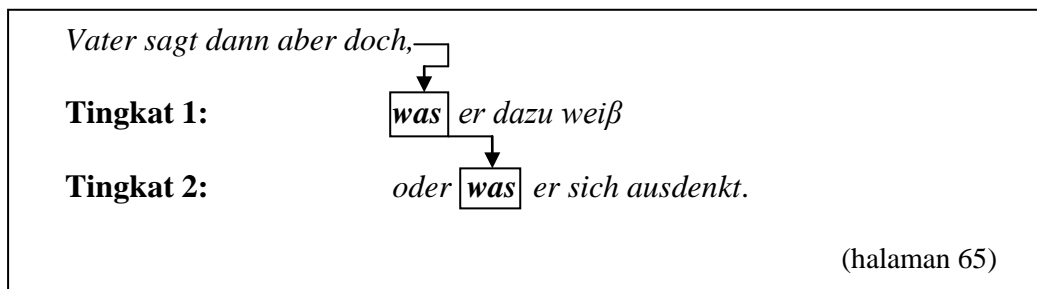 Vater sagt dann aber doch,
Tingkat 1: was er dazu weiβ
Tingkat 2: oder was er sich ausdenkt.
(halaman 65)